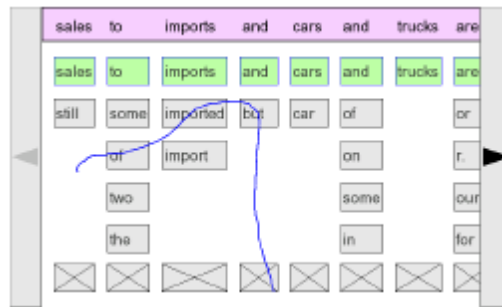 sales to imports and cars and trucks are
sales to imports and cars and trucks are
still some imported but car of or
of import on r.
two some our
the in for